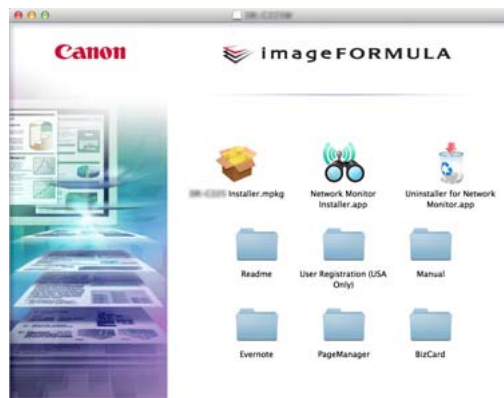 Canon
imageFORMULA
Installer.mpkg
Network Monitor
Installer.app
Uninstaller for Network
Monitor.app
Readme
User Registration (USA
Only)
Manual
Evernote
PageManager
BizCard